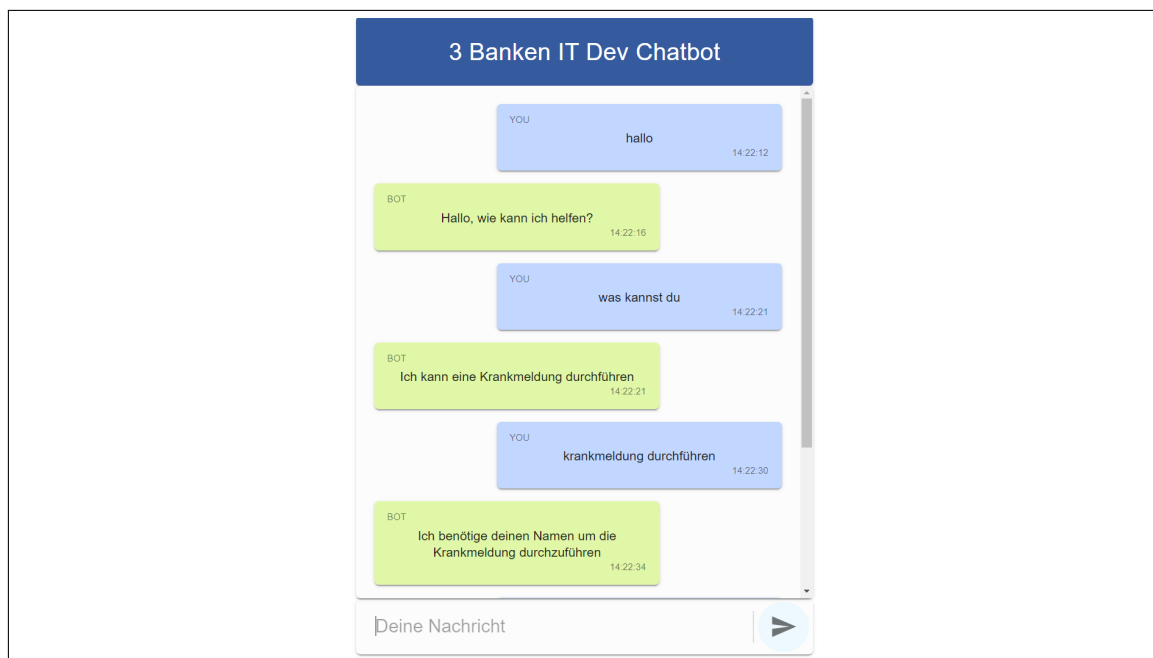 3 Banken IT Dev Chatbot
YOU
hallo
14:22:12
BOT
Hallo, wie kann ich helfen?
14:22:16
YOU
was kannst du
14:22:21
BOT
Ich kann eine Krankmeldung durchführen
14:22:21
YOU
krankmeldung durchführen
14:22:30
BOT
Ich benötige deinen Namen um die
Krankmeldung durchzuführen
14:22:34
Deine Nachricht